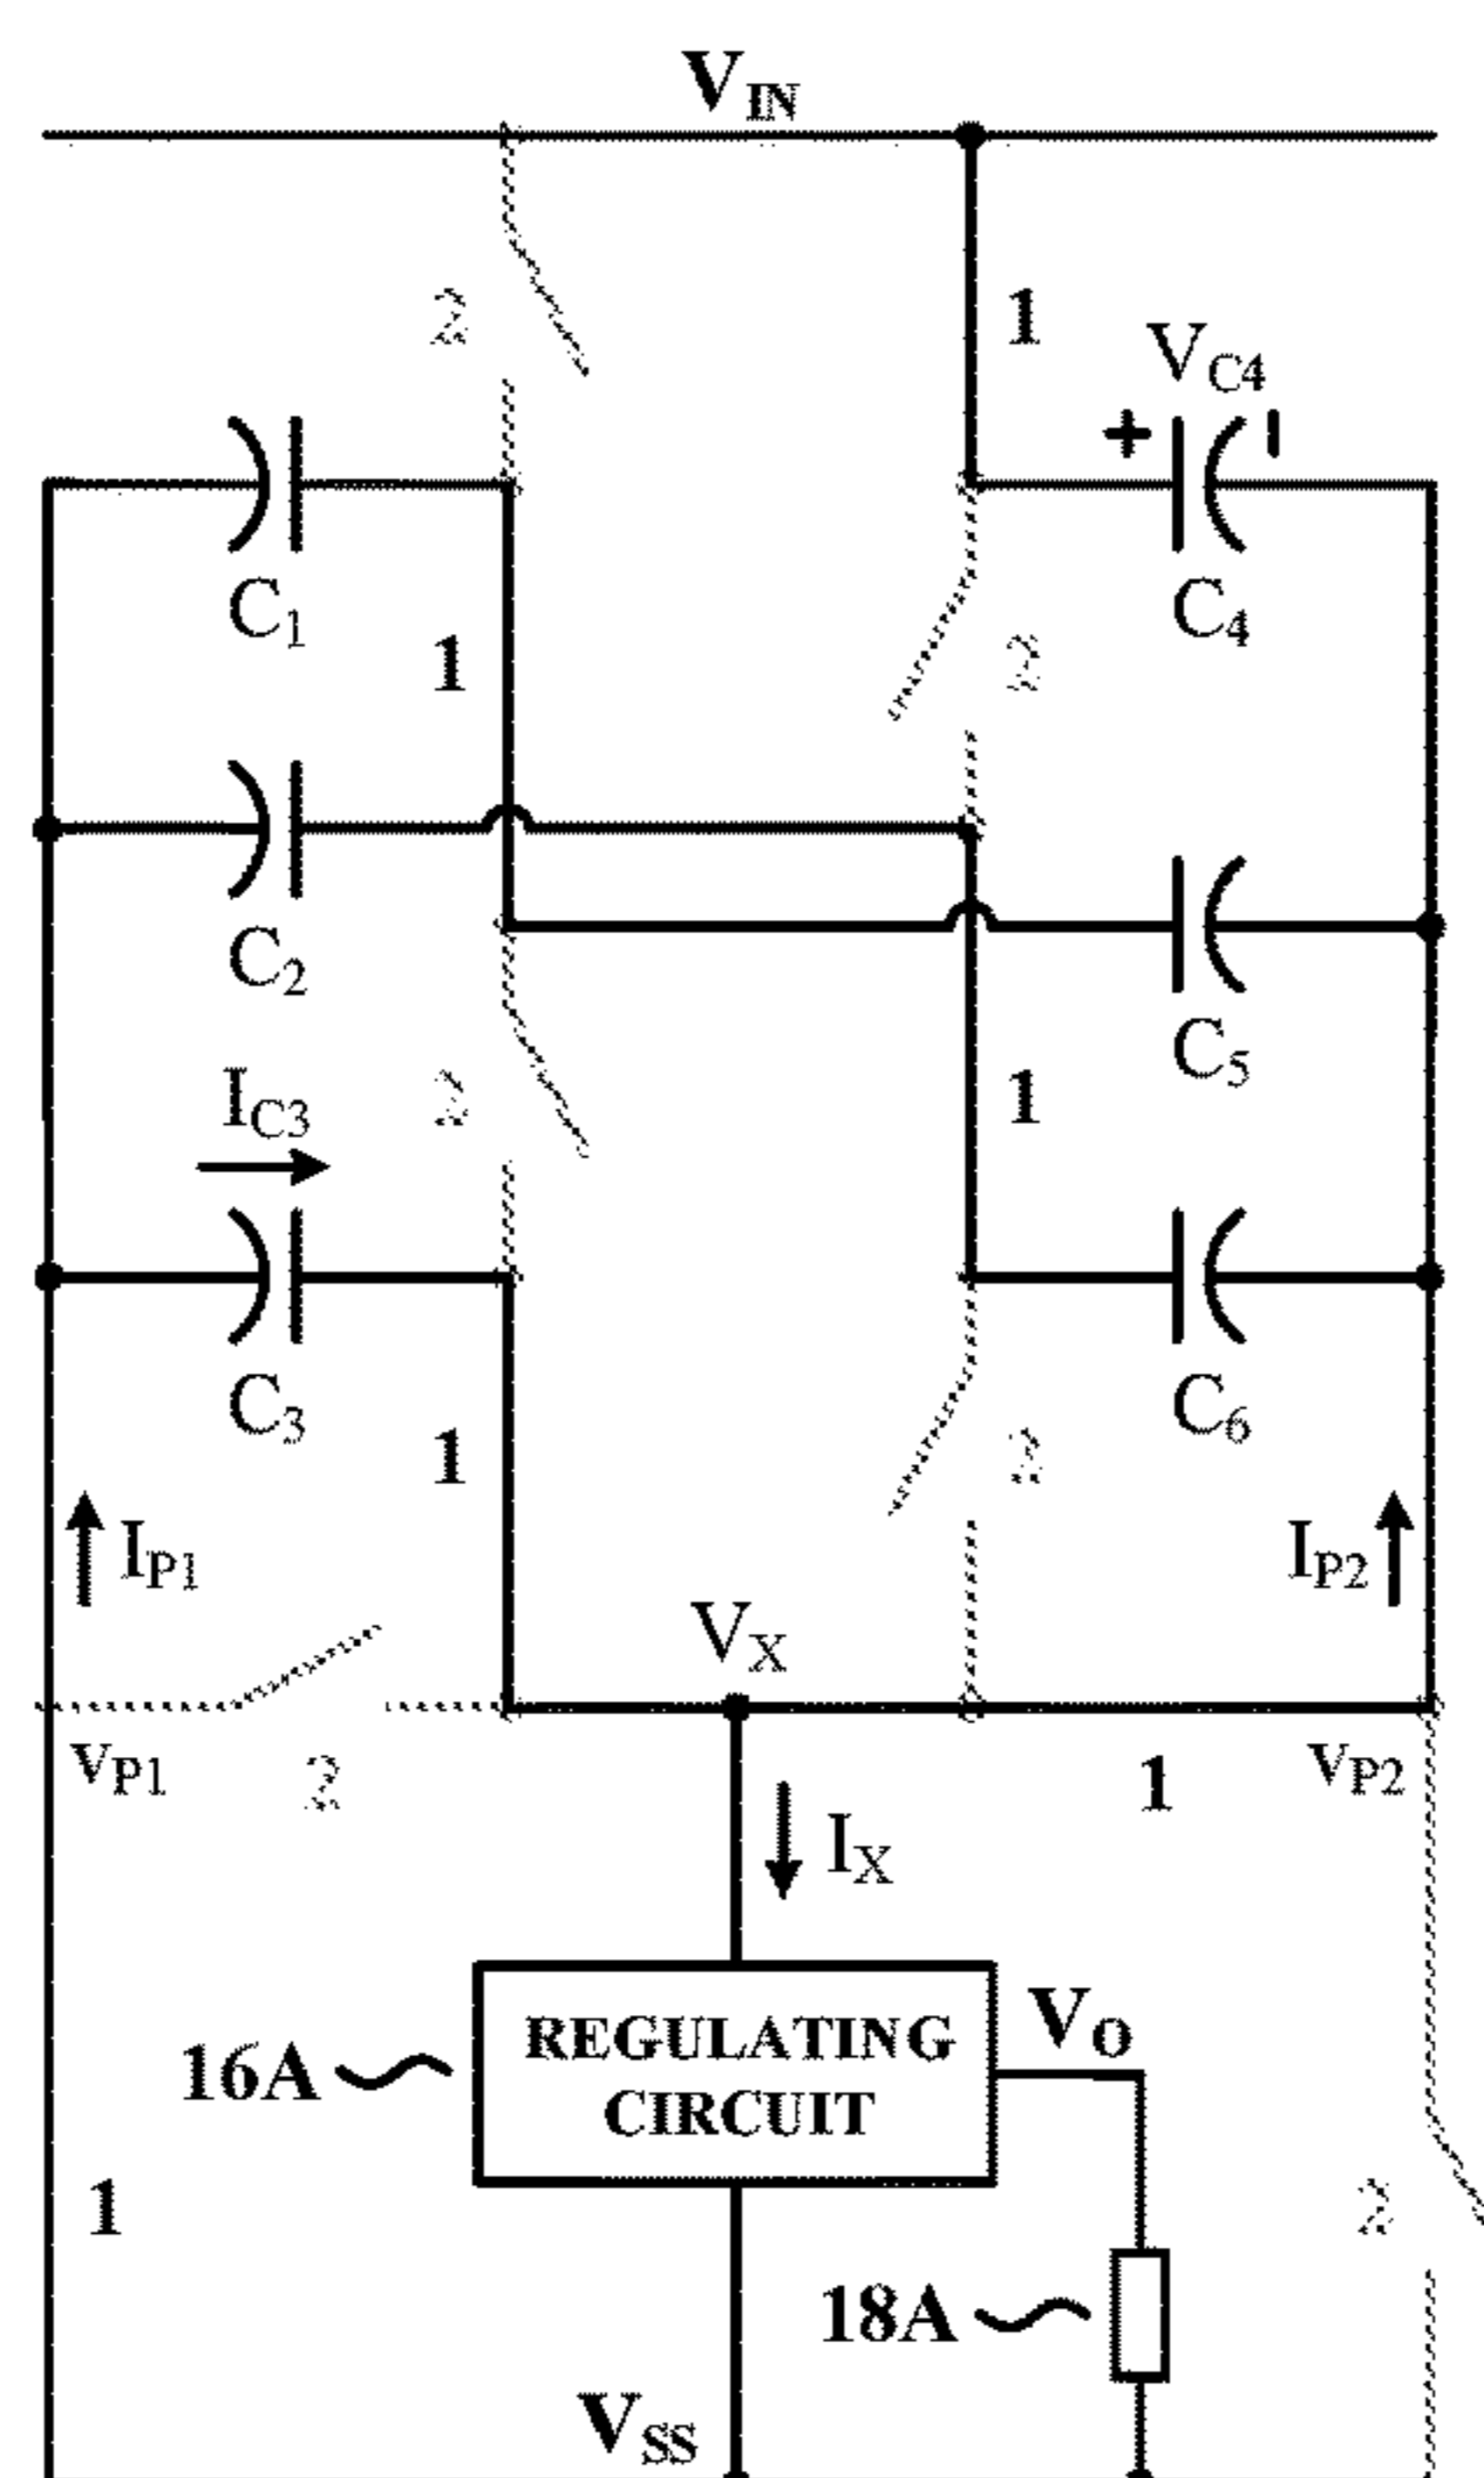 VIN
2
1
VC4
+
-
C1
C4
1
2
C2
C5
IC3
2
1
C3
C6
1
2
IP1
IP2
VX
VP1
2
1
VP2
IX
REGULATING
CIRCUIT
VO
16A
1
2
18A
VSS